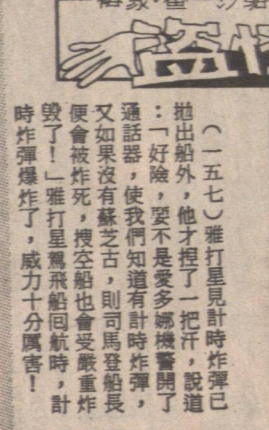 盜
（一五七）雅打星見計時炸彈已
拋出船外，他才揑了一把汗，說道
：「好險，要不是愛多娜機警開了
通話器，使我們知道有計時炸彈，
又如果沒有蘇芝古，則司馬登船長
便會被炸死，搜空船也會受嚴重炸
毀了！」雅打星駕飛船囘航時，計
時炸彈爆炸了，威力十分厲害！